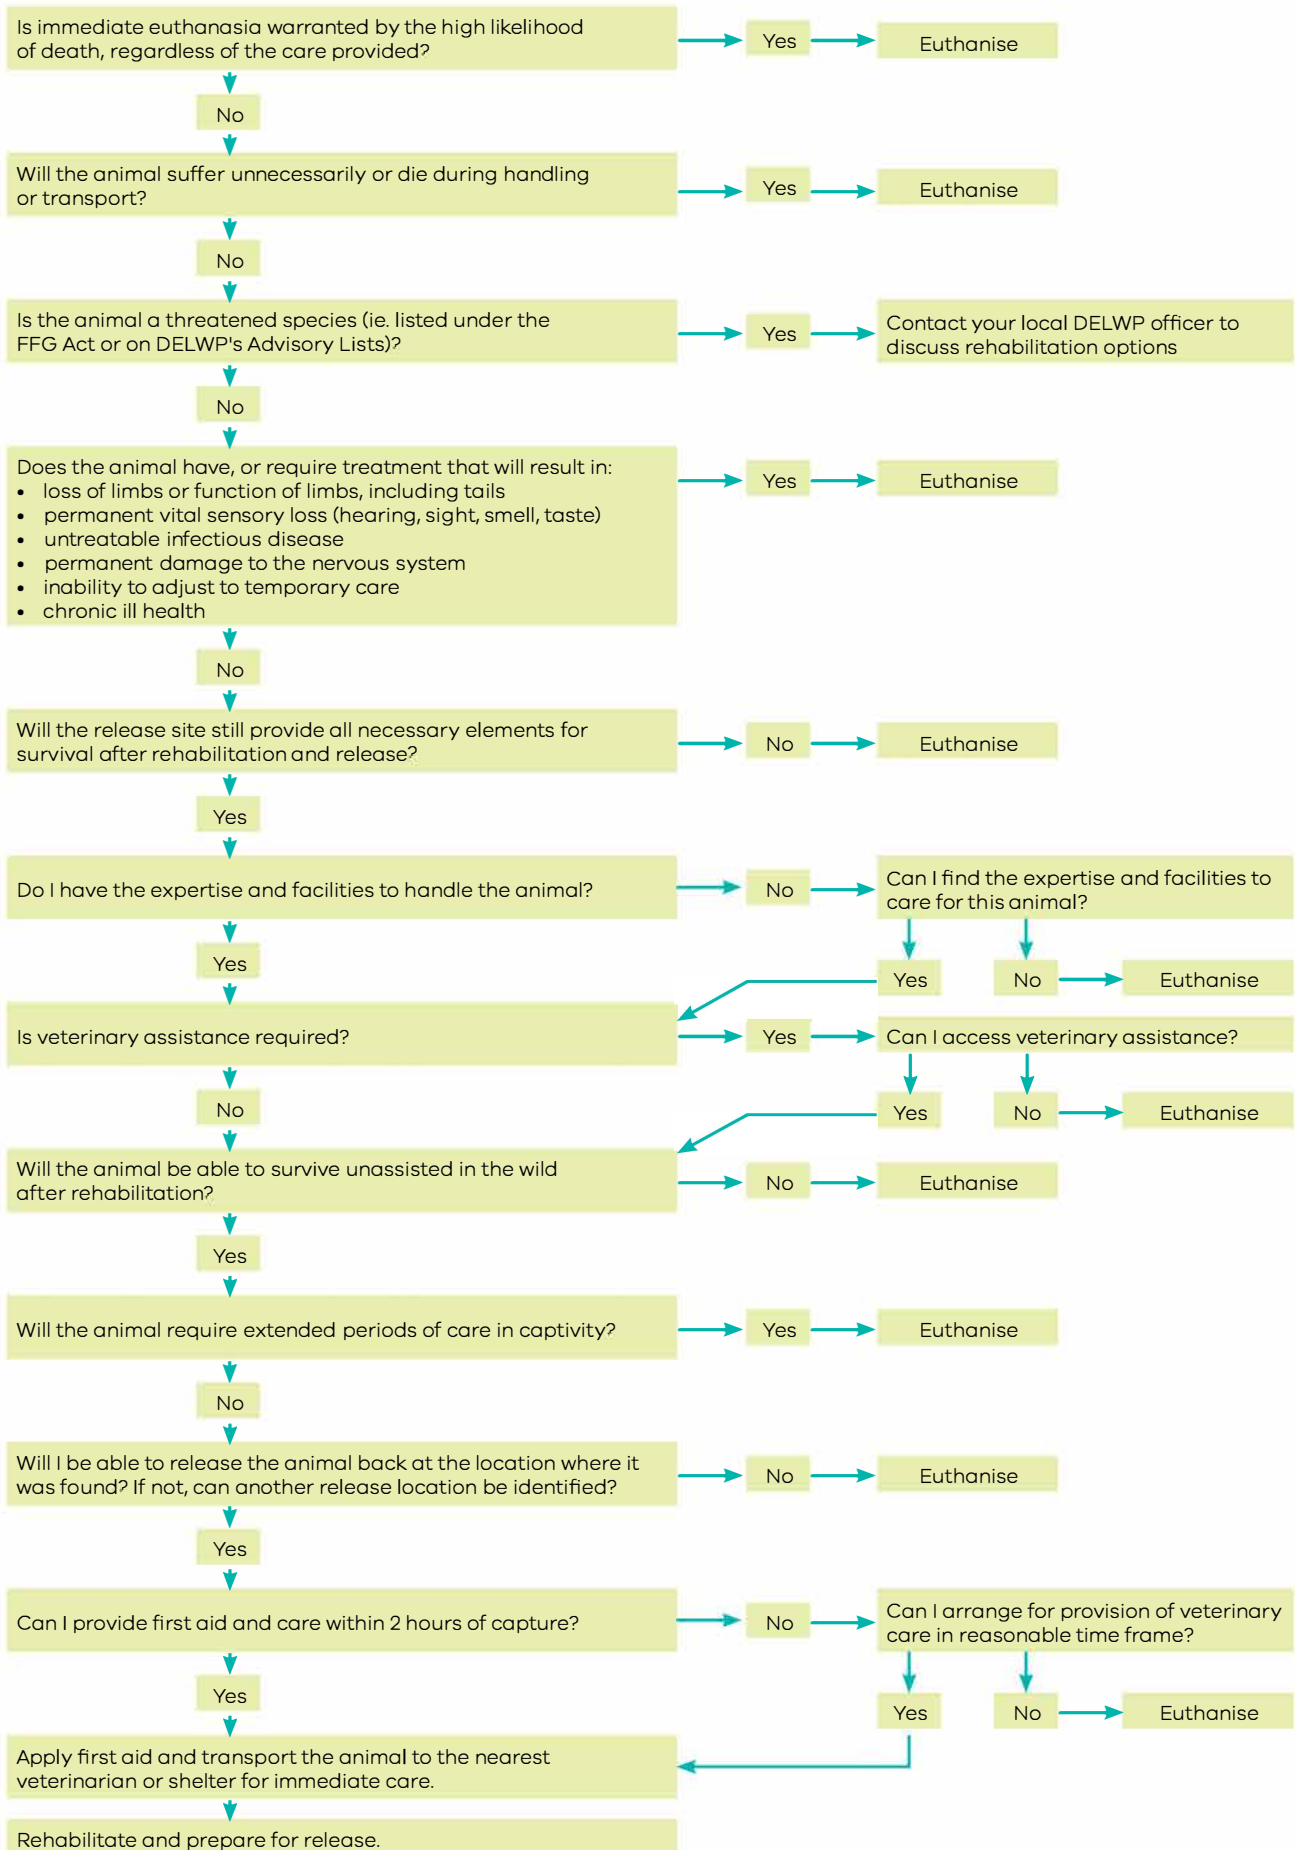 Is immediate euthanasia warranted by the high likelihood
of death, regardless of the care provided?
Yes
Euthanise
No
Will the animal suffer unnecessarily or die during handling
or transport?
Yes
Euthanise
No
Is the animal a threatened species (ie. listed under the
FFG Act or on DELWP's Advisory Lists)?
Yes
Contact your local DELWP officer to
discuss rehabilitation options
No
Does the animal have, or require treatment that will result in:
• loss of limbs or function of limbs, including tails
• permanent vital sensory loss (hearing, sight, smell, taste)
• untreatable infectious disease
• permanent damage to the nervous system
• inability to adjust to temporary care
• chronic ill health
Yes
Euthanise
No
Will the release site still provide all necessary elements for
survival after rehabilitation and release?
No
Euthanise
Yes
Do I have the expertise and facilities to handle the animal?
No
Can I find the expertise and facilities to
care for this animal?
Yes
Yes
No
Euthanise
Is veterinary assistance required?
Yes
Can I access veterinary assistance?
No
Yes
No
Euthanise
Will the animal be able to survive unassisted in the wild
after rehabilitation?
No
Euthanise
Yes
Will the animal require extended periods of care in captivity?
Yes
Euthanise
No
Will I be able to release the animal back at the location where it
was found? If not, can another release location be identified?
No
Euthanise
Yes
Can I provide first aid and care within 2 hours of capture?
No
Can I arrange for provision of veterinary
care in reasonable time frame?
Yes
Yes
No
Euthanise
Apply first aid and transport the animal to the nearest
veterinarian or shelter for immediate care.
Rehabilitate and prepare for release.